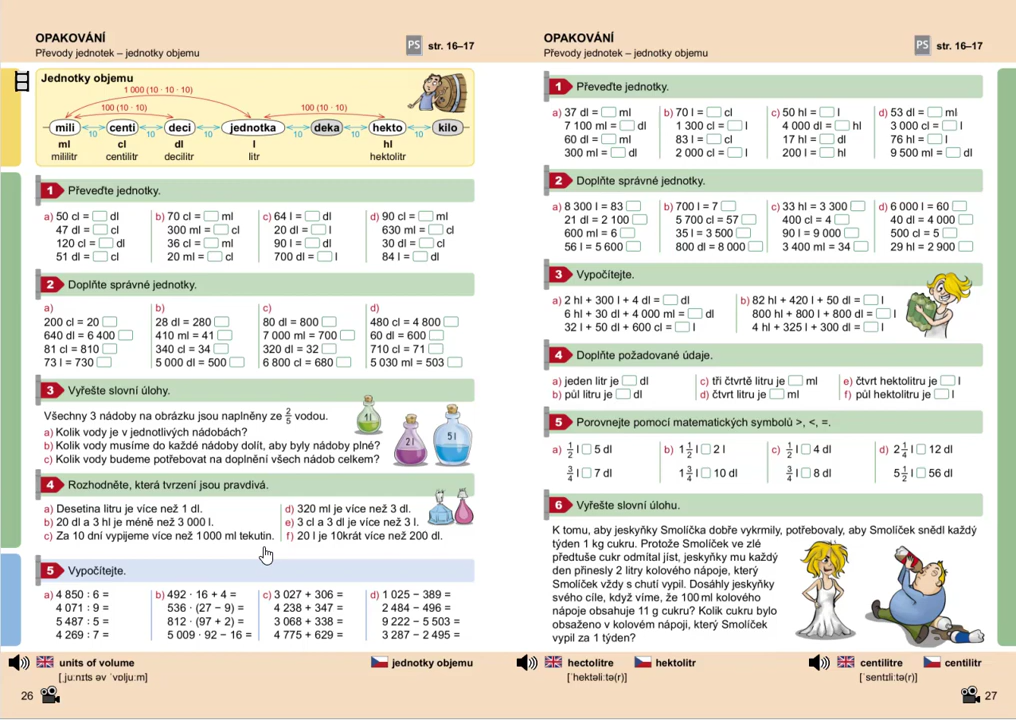 OPAKOVÁNÍ
Převody jednotek – jednotky objemu
PS str. 16–17
Jednotky objemu
1 000 (10 · 10 · 10)
100 (10 · 10) 100 (10 · 10)
mili centi deci jednotka deka hekto kilo
10 10 10 10 10 10
ml cl dl l hl
mililitr centilitr decilitr litr hektolitr
1 Převeďte jednotky.
a) 50 cl = dl b) 70 cl = ml c) 64 l = dl d) 90 cl = ml
47 dl = cl 300 ml = cl 20 dl = l 630 ml = cl
120 cl = dl 36 cl = ml 90 l = dl 30 dl = cl
51 dl = cl 20 ml = cl 700 dl = l 84 l = dl
2 Doplňte správné jednotky.
a) b) c) d)
200 cl = 20 28 dl = 280 80 dl = 800 480 cl = 4 800
640 dl = 6 400 410 ml = 41 7 000 ml = 700 60 dl = 600
81 cl = 810 340 cl = 34 320 dl = 32 710 cl = 71
73 l = 730 5 000 dl = 500 6 800 cl = 680 5 030 ml = 503
3 Vyřešte slovní úlohy.
Všechny 3 nádoby na obrázku jsou naplněny ze 2/5 vodou.
a) Kolik vody je v jednotlivých nádobách?
b) Kolik vody musíme do každé nádoby dolít, aby byly nádoby plné?
c) Kolik vody budeme potřebovat na doplnění všech nádob celkem?
1 l 2 l 5 l
4 Rozhodněte, která tvrzení jsou pravdivá.
a) Desetina litru je více než 1 dl. d) 320 ml je více než 3 dl.
b) 20 dl a 3 hl je méně než 3 000 l. e) 3 cl a 3 dl je více než 3 l.
c) Za 10 dní vypijeme více než 1 000 ml tekutin. f) 20 l je 10krát více než 200 dl.
5 Vypočítejte.
a) 4 850 : 6 = b) 492 · 16 + 4 = c) 3 027 + 306 = d) 1 025 − 389 =
4 071 : 9 = 536 · (27 − 9) = 4 238 + 347 = 2 484 − 496 =
5 487 : 5 = 812 · (97 + 2) = 3 068 + 338 = 9 222 − 5 503 =
4 269 : 7 = 5 009 · 92 − 16 = 4 775 + 629 = 3 287 − 2 495 =
units of volume jednotky objemu
[ˌjuːnɪts əv ˈvɒljuːm]
26
OPAKOVÁNÍ
Převody jednotek – jednotky objemu
PS str. 16–17
1 Převeďte jednotky.
a) 37 dl = ml b) 70 l = cl c) 50 hl = l d) 53 dl = ml
7 100 ml = dl 1 300 cl = l 4 000 dl = hl 3 000 cl = l
60 dl = ml 83 l = cl 17 hl = dl 76 hl = l
300 ml = dl 2 000 cl = l 200 l = hl 9 500 ml = dl
2 Doplňte správné jednotky.
a) 8 300 l = 83 b) 700 l = 7 c) 33 hl = 3 300 d) 6 000 l = 60
21 dl = 2 100 5 700 cl = 57 400 cl = 4 40 dl = 4 000
600 ml = 6 35 l = 3 500 90 l = 9 000 500 cl = 5
56 l = 5 600 800 dl = 8 000 3 400 ml = 34 29 hl = 2 900
3 Vypočítejte.
a) 2 hl + 300 l + 4 dl = dl b) 82 hl + 420 l + 50 dl = l
6 hl + 30 dl + 4 000 ml = dl 800 hl + 800 l + 800 dl = l
32 l + 50 dl + 600 cl = l 4 hl + 325 l + 300 dl = l
4 Doplňte požadované údaje.
a) jeden litr je dl c) tři čtvrtě litru je ml e) čtvrt hektolitru je l
b) půl litru je dl d) čtvrt litru je ml f) půl hektolitru je l
5 Porovnejte pomocí matematických symbolů >, <, =.
a) 1/2 l 5 dl b) 1 1/2 l 2 l c) 1/2 l 4 dl d) 2 1/4 l 12 dl
3/4 l 7 dl 1 3/4 l 10 dl 3/4 l 8 dl 5 1/2 l 56 dl
6 Vyřešte slovní úlohu.
K tomu, aby jeskyňky Smolíčka dobře vykrmily, potřebovaly, aby Smolíček snědl každý
týden 1 kg cukru. Protože Smolíček ve zlé
předtuše cukr odmítal jíst, jeskyňky mu každý
den přinesly 2 litry kolového nápoje, který
Smolíček vždy s chutí vypil. Dosáhly jeskyňky
svého cíle, když víme, že 100 ml kolového
nápoje obsahuje 11 g cukru? Kolik cukru bylo
obsaženo v kolovém nápoji, který Smolíček
vypil za 1 týden?
hectolitre hektolitr centilitre centilitr
[ˈhektəliːtə(r)] [ˈsentɪliːtə(r)]
27